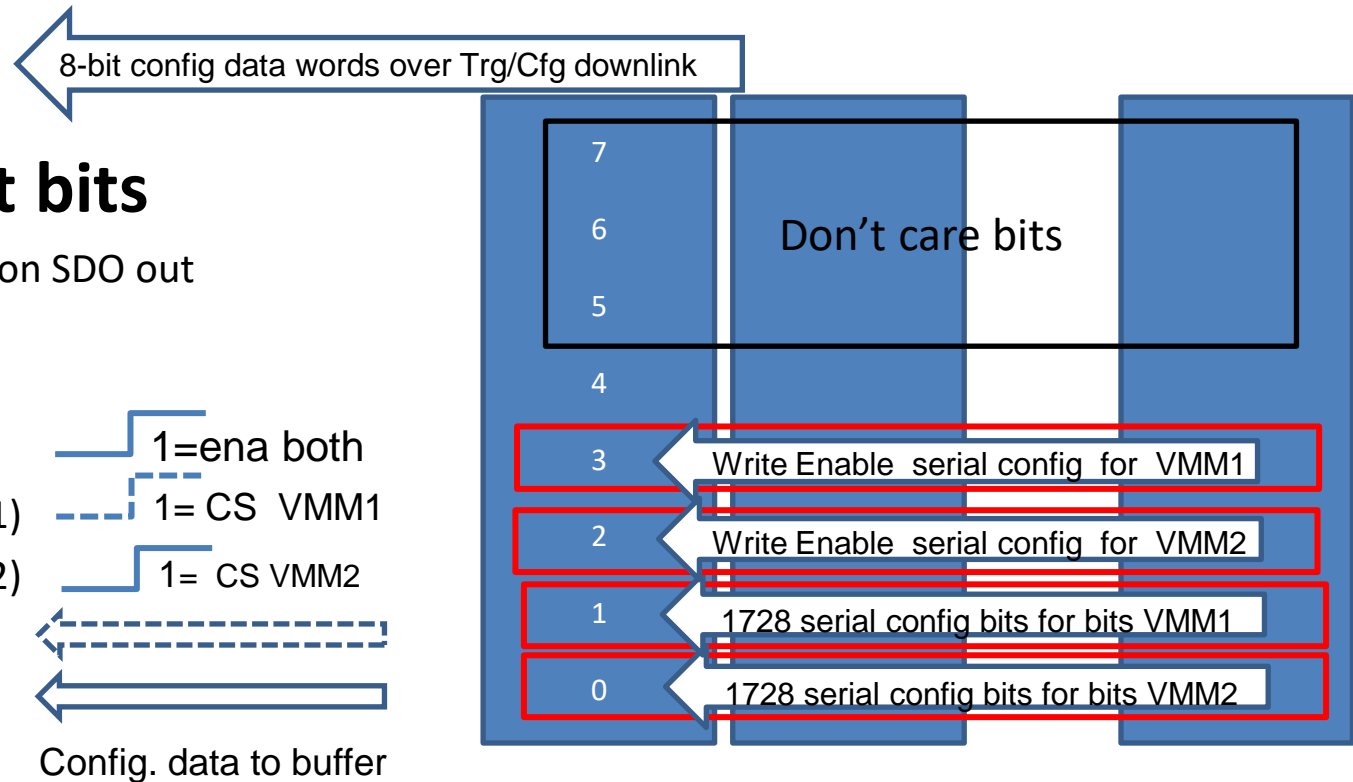 8-bit config data words over Trg/Cfg downlink
t bits
on SDO out
7
6
Don't care bits
5
4
1=ena both
3
Write Enable serial config for VMM1
1)
1= CS VMM1
2
Write Enable serial config for VMM2
2)
1= CS VMM2
1
1728 serial config bits for bits VMM1
0
1728 serial config bits for bits VMM2
Config. data to buffer